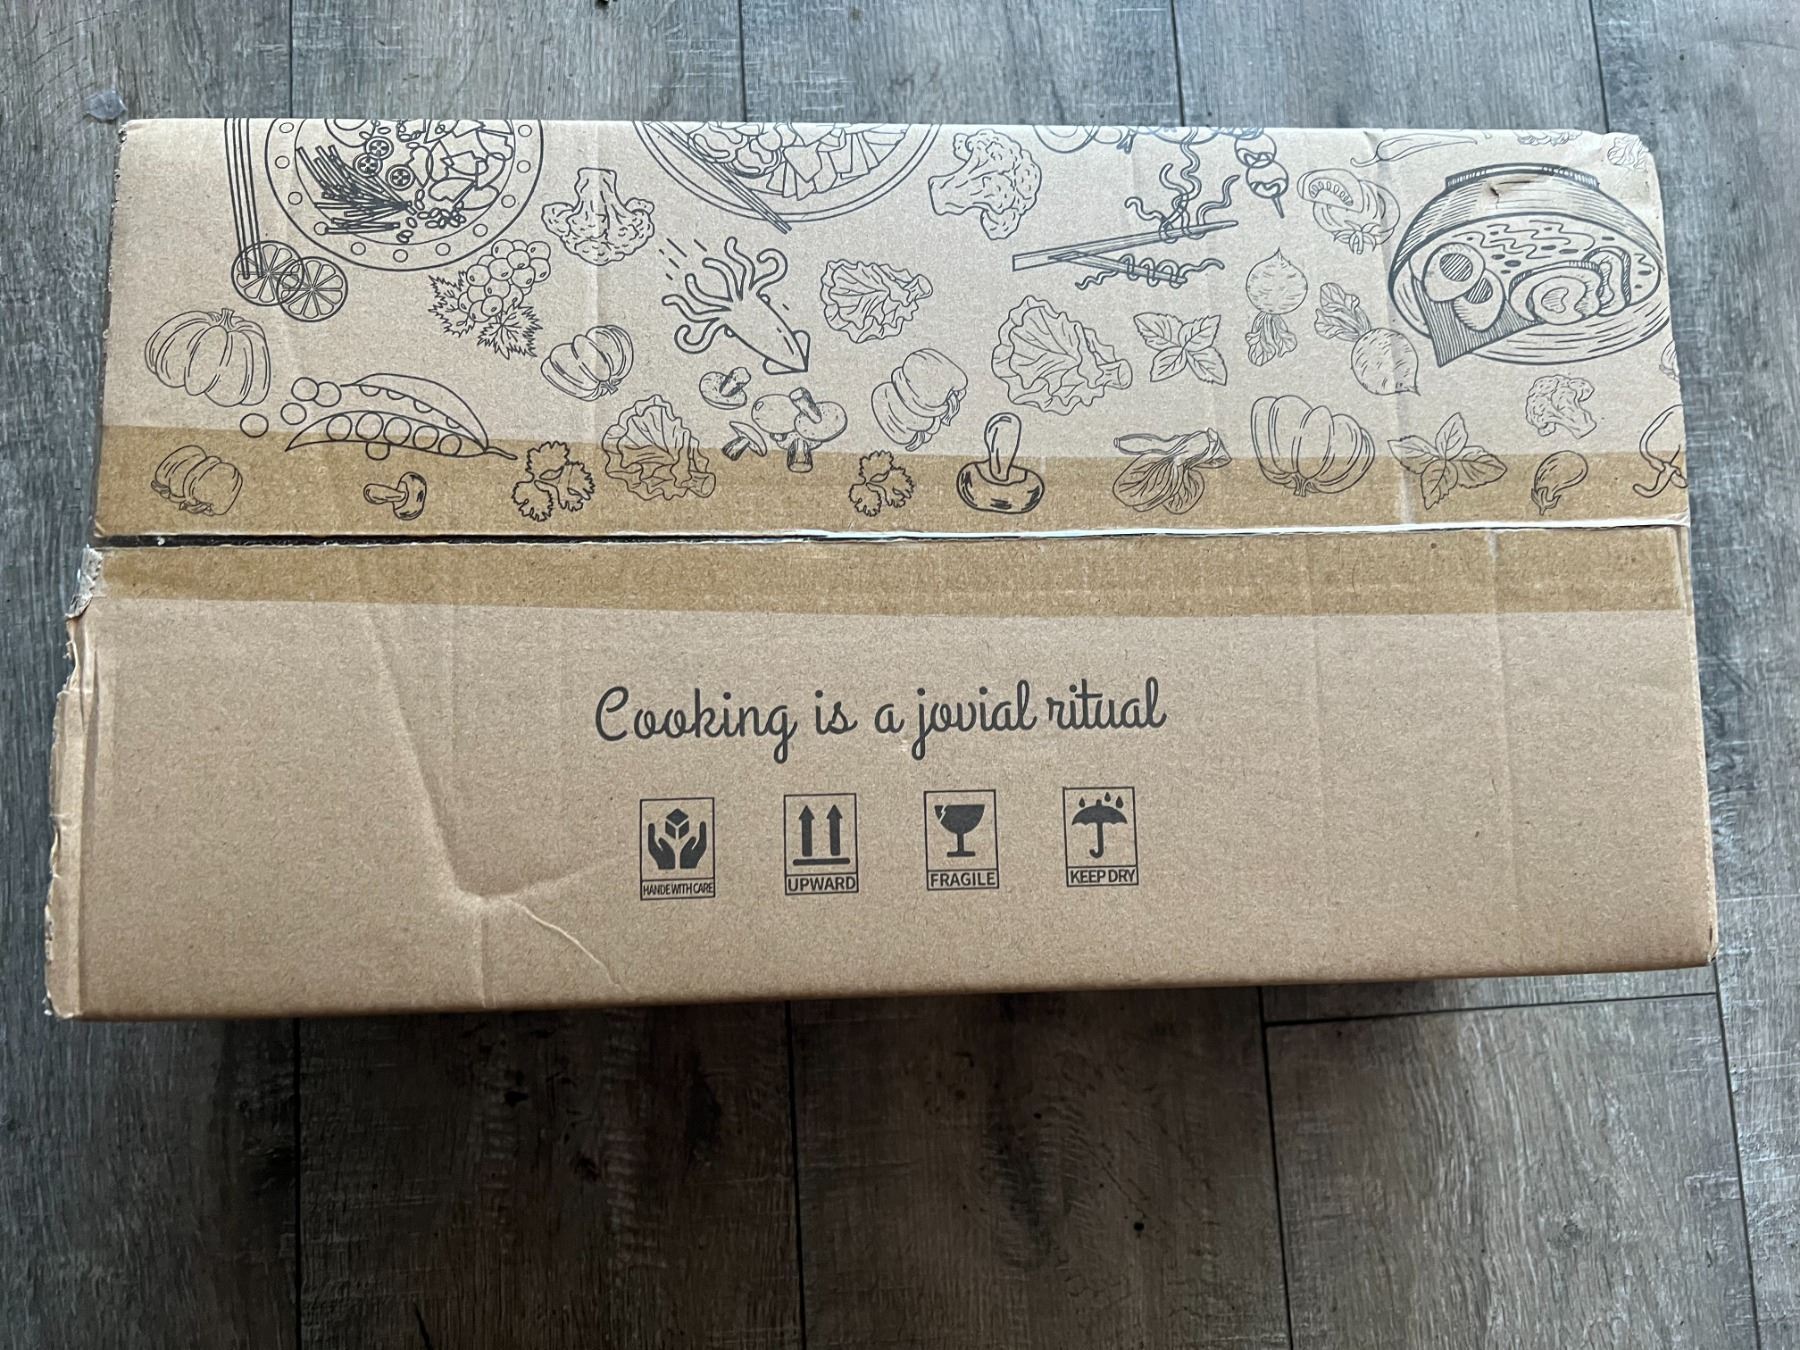 Cooking is a jovial ritual
HANDE WITH CARE
UPWARD
FRAGILE
KEEP DRY